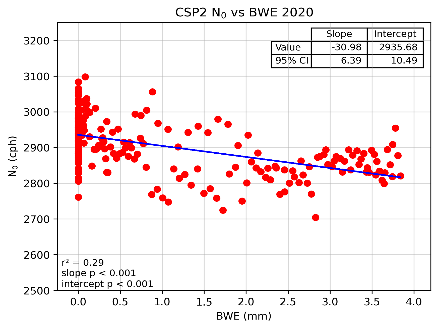 CSP2 N₀ vs BWE 2020
Slope Intercept
Value -30.98 2935.68
95% CI 6.39 10.49
3200
3100
3000
2900
2800
2700
2600
2500
N₀ (cph)
r² = 0.29
slope p < 0.001
intercept p < 0.001
0.0 0.5 1.0 1.5 2.0 2.5 3.0 3.5 4.0
BWE (mm)